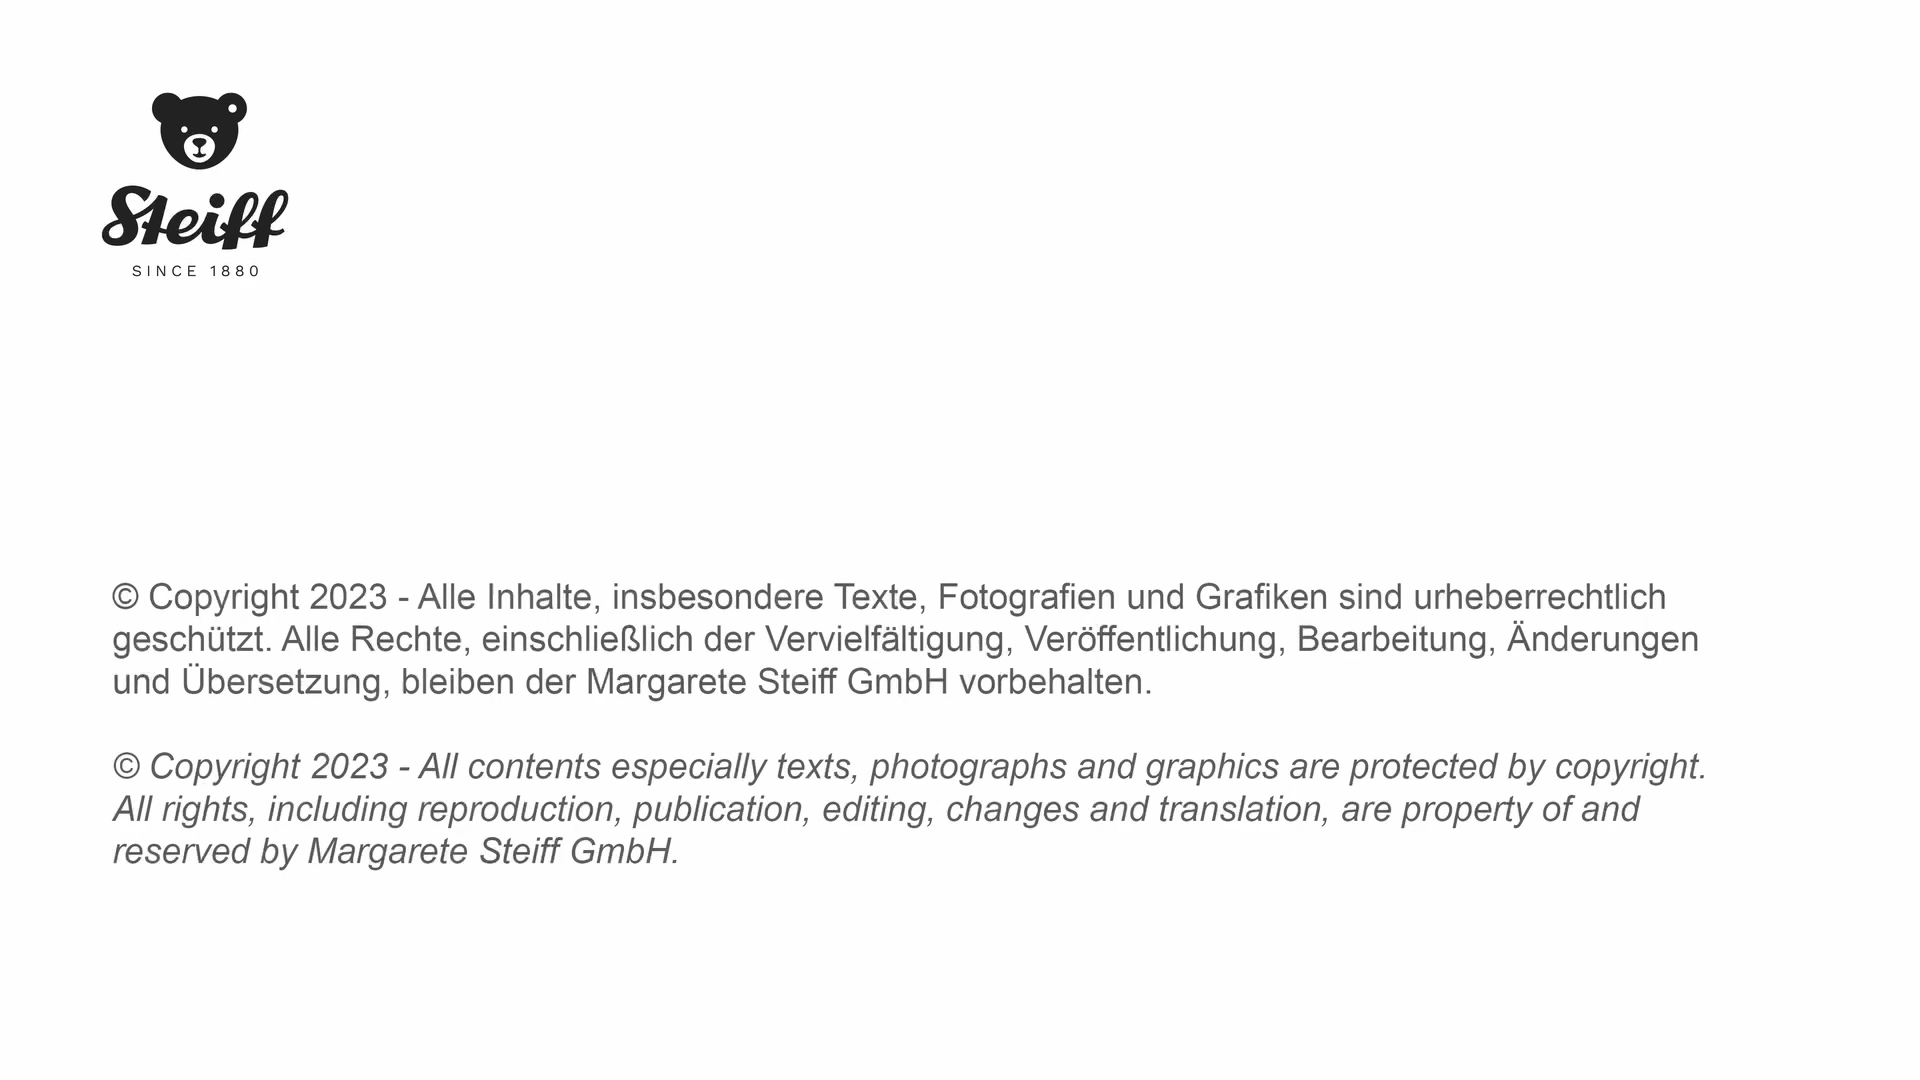 Steiff
SINCE 1880
© Copyright 2023 - Alle Inhalte, insbesondere Texte, Fotografien und Grafiken sind urheberrechtlich
geschützt. Alle Rechte, einschließlich der Vervielfältigung, Veröffentlichung, Bearbeitung, Änderungen
und Übersetzung, bleiben der Margarete Steiff GmbH vorbehalten.
© Copyright 2023 - All contents especially texts, photographs and graphics are protected by copyright.
All rights, including reproduction, publication, editing, changes and translation, are property of and
reserved by Margarete Steiff GmbH.